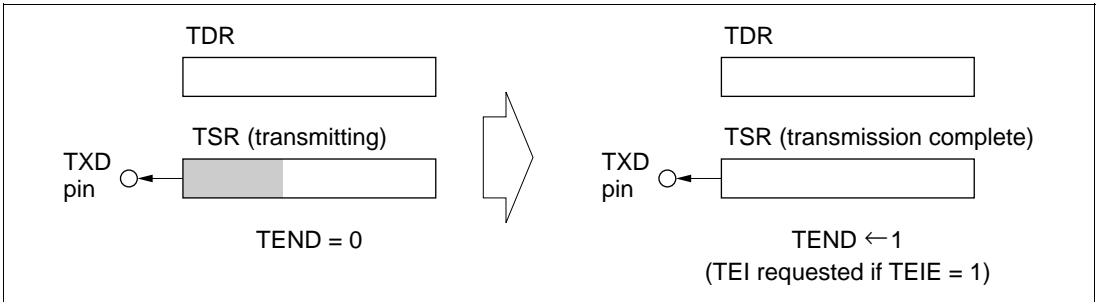 TDR
TSR (transmitting)
TXD
pin
TEND = 0
TDR
TSR (transmission complete)
TXD
pin
TEND ← 1
(TEI requested if TEIE = 1)